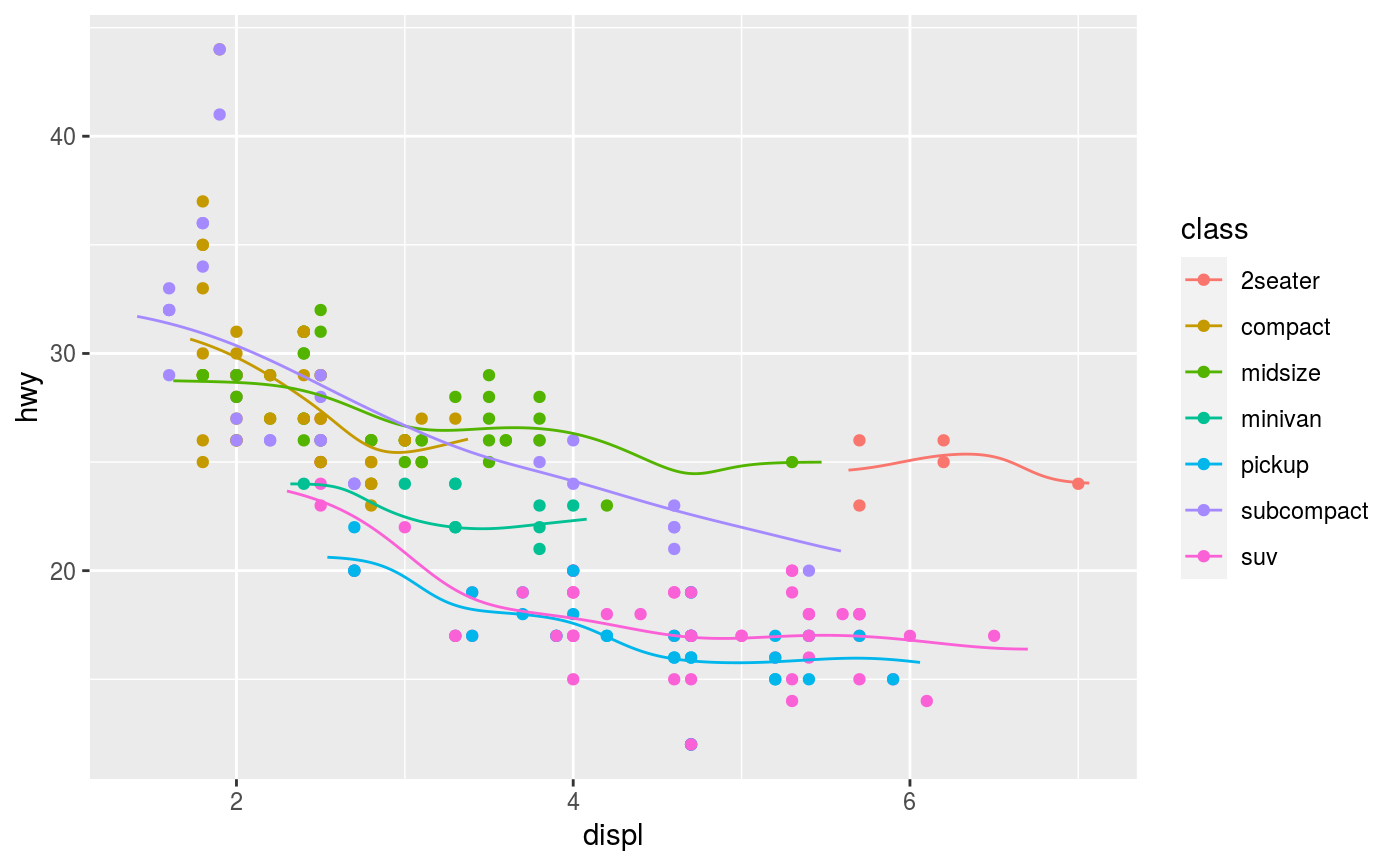 hwy
40
30
20
2
4
6
displ
class
2seater
compact
midsize
minivan
pickup
subcompact
suv